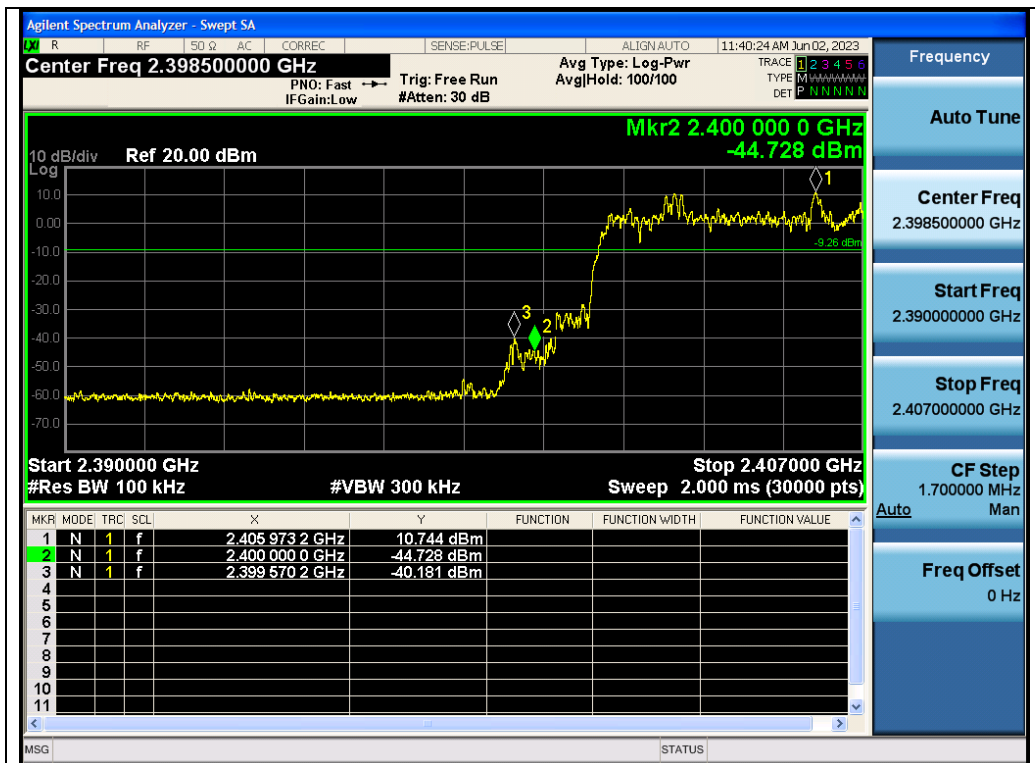 Agilent Spectrum Analyzer - Swept SA
LXI R RF 50 Ω AC CORREC SENSE:PULSE ALIGN AUTO 11:40:24 AM Jun 02, 2023
Center Freq 2.398500000 GHz
PNO: Fast
IFGain:Low
Trig: Free Run
#Atten: 30 dB
Avg Type: Log-Pwr
Avg|Hold: 100/100
TRACE 1 2 3 4 5 6
TYPE M
DET P N N N N N
Mkr2 2.400 000 0 GHz
-44.728 dBm
10 dB/div Ref 20.00 dBm
Log
10.0
0.00
-10.0
-20.0
-30.0
-40.0
-50.0
-60.0
-70.0
1
-9.26 dBm
3
2
Start 2.390000 GHz Stop 2.407000 GHz
#Res BW 100 kHz #VBW 300 kHz Sweep 2.000 ms (30000 pts)
MKR MODE TRC SCL X Y FUNCTION FUNCTION WIDTH FUNCTION VALUE
1 N 1 f 2.405 973 2 GHz 10.744 dBm
2 N 1 f 2.400 000 0 GHz -44.728 dBm
3 N 1 f 2.399 570 2 GHz -40.181 dBm
4
5
6
7
8
9
10
11
MSG STATUS
Frequency
Auto Tune
Center Freq
2.398500000 GHz
Start Freq
2.390000000 GHz
Stop Freq
2.407000000 GHz
CF Step
1.700000 MHz
Auto Man
Freq Offset
0 Hz